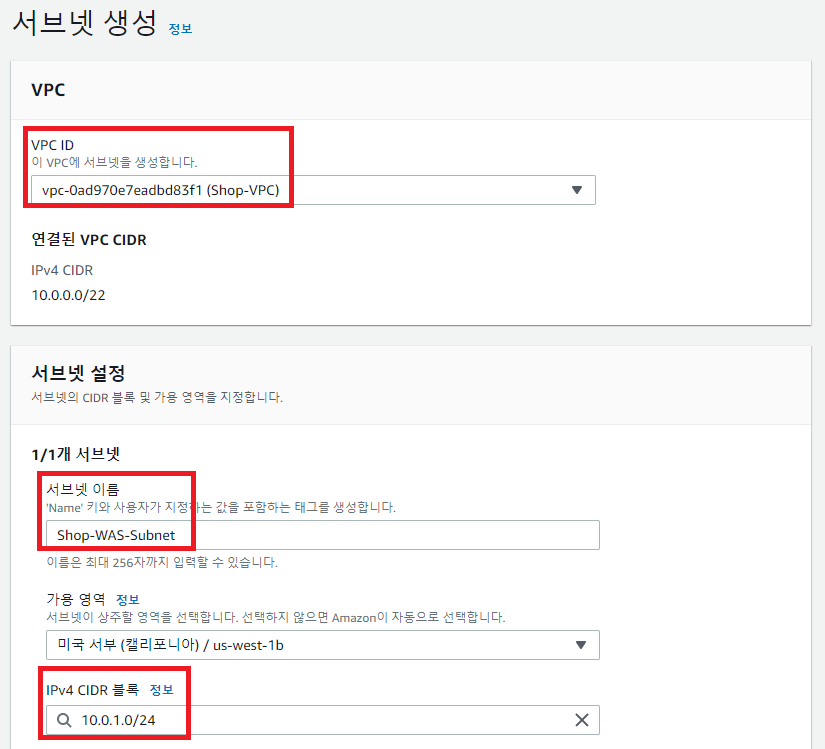 서브넷 생성 정보
VPC
VPC ID
이 VPC에 서브넷을 생성합니다.
vpc-0ad970e7eadbd83f1 (Shop-VPC)
연결된 VPC CIDR
IPv4 CIDR
10.0.0.0/22
서브넷 설정
서브넷의 CIDR 블록 및 가용 영역을 지정합니다.
1/1개 서브넷
서브넷 이름
'Name' 키와 사용자가 지정하는 값을 포함하는 태그를 생성합니다.
Shop-WAS-Subnet
이름은 최대 256자까지 입력할 수 있습니다.
가용 영역 정보
서브넷이 상주할 영역을 선택합니다. 선택하지 않으면 Amazon이 자동으로 선택합니다.
미국 서부 (캘리포니아) / us-west-1b
IPv4 CIDR 블록 정보
10.0.1.0/24